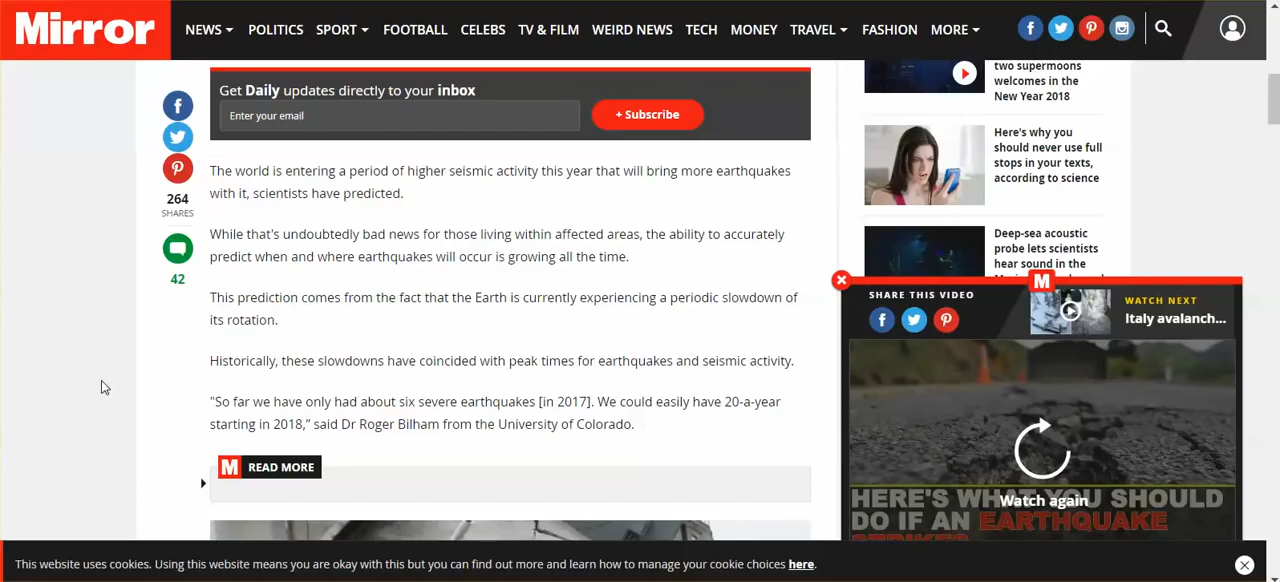 Mirror
NEWS POLITICS SPORT FOOTBALL CELEBS TV & FILM WEIRD NEWS TECH MONEY TRAVEL FASHION MORE
Get Daily updates directly to your inbox
Enter your email
+ Subscribe
264
SHARES
42
The world is entering a period of higher seismic activity this year that will bring more earthquakes
with it, scientists have predicted.
While that's undoubtedly bad news for those living within affected areas, the ability to accurately
predict when and where earthquakes will occur is growing all the time.
This prediction comes from the fact that the Earth is currently experiencing a periodic slowdown of
its rotation.
Historically, these slowdowns have coincided with peak times for earthquakes and seismic activity.
"So far we have only had about six severe earthquakes [in 2017]. We could easily have 20-a-year
starting in 2018,” said Dr Roger Bilham from the University of Colorado.
M READ MORE
two supermoons
welcomes in the
New Year 2018
Here's why you
should never use full
stops in your texts,
according to science
Deep-sea acoustic
probe lets scientists
hear sound in the
M
SHARE THIS VIDEO
WATCH NEXT
Italy avalanch...
Watch again
HERE'S WHAT YOU SHOULD
DO IF AN EARTHQUAKE
STRIKES
This website uses cookies. Using this website means you are okay with this but you can find out more and learn how to manage your cookie choices here.